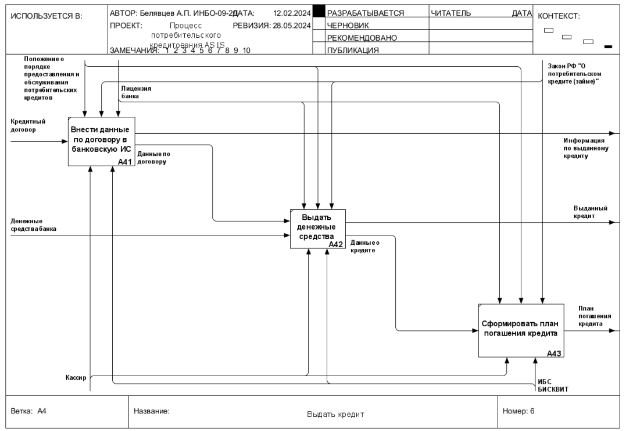 ИСПОЛЬЗУЕТСЯ В:
АВТОР: Белявцев А.П. ИНБО-09-20
ДАТА: 12.02.2024
ПРОЕКТ: Процесс
потребительского
кредитования AS IS
РЕВИЗИЯ: 28.05.2024
ЗАМЕЧАНИЯ: 1 2 3 4 5 6 7 8 9 10
РАЗРАБАТЫВАЕТСЯ
ЧЕРНОВИК
РЕКОМЕНДОВАНО
ПУБЛИКАЦИЯ
ЧИТАТЕЛЬ
ДАТА
КОНТЕКСТ:
Положение о
порядке
предоставления и
обслуживания
потребительских
кредитов
Лицензия
банка
Закон РФ "О
потребительском
кредите (займе)"
Кредитный
договор
Внести данные
по договору в
банковскую ИС
A41
Данные по
договору
Информация
по выданному
кредиту
Денежные
средства банка
Выдать
денежные
средства
A42
Данные о
кредите
Выданный
кредит
Сформировать план
погашения кредита
A43
План
погашения
кредита
Кассир
ИБС
БИСКВИТ
Ветка: A4
Название:
Выдать кредит
Номер: 6